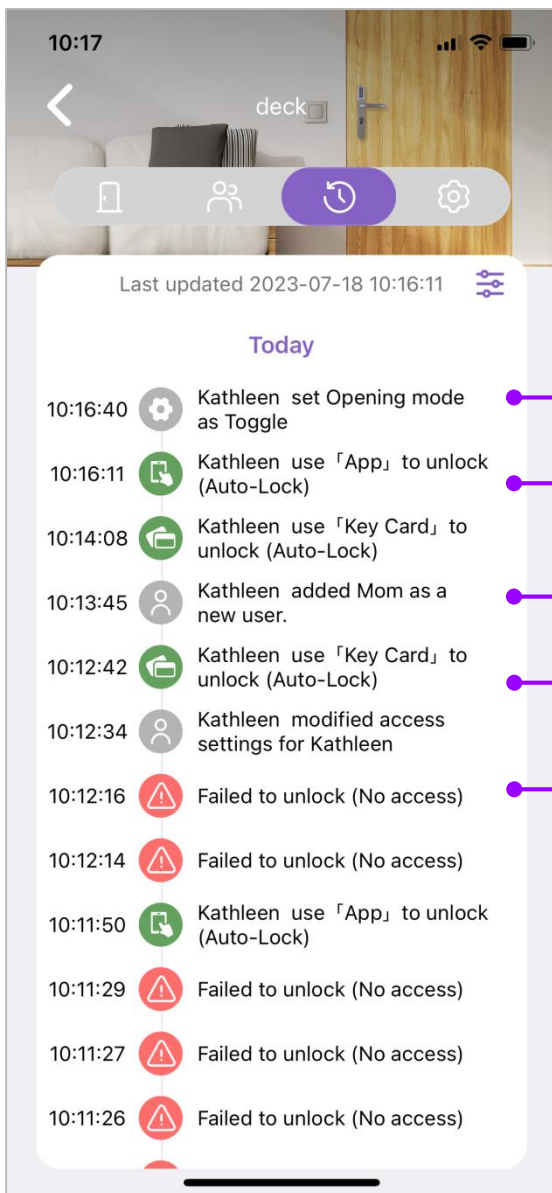 10:17
deck
Last updated 2023-07-18 10:16:11
Today
10:16:40 Kathleen set Opening mode
as Toggle
10:16:11 Kathleen use「App」to unlock
(Auto-Lock)
10:14:08 Kathleen use「Key Card」to
unlock (Auto-Lock)
10:13:45 Kathleen added Mom as a
new user.
10:12:42 Kathleen use「Key Card」to
unlock (Auto-Lock)
10:12:34 Kathleen modified access
settings for Kathleen
10:12:16 Failed to unlock (No access)
10:12:14 Failed to unlock (No access)
10:11:50 Kathleen use「App」to unlock
(Auto-Lock)
10:11:29 Failed to unlock (No access)
10:11:27 Failed to unlock (No access)
10:11:26 Failed to unlock (No access)